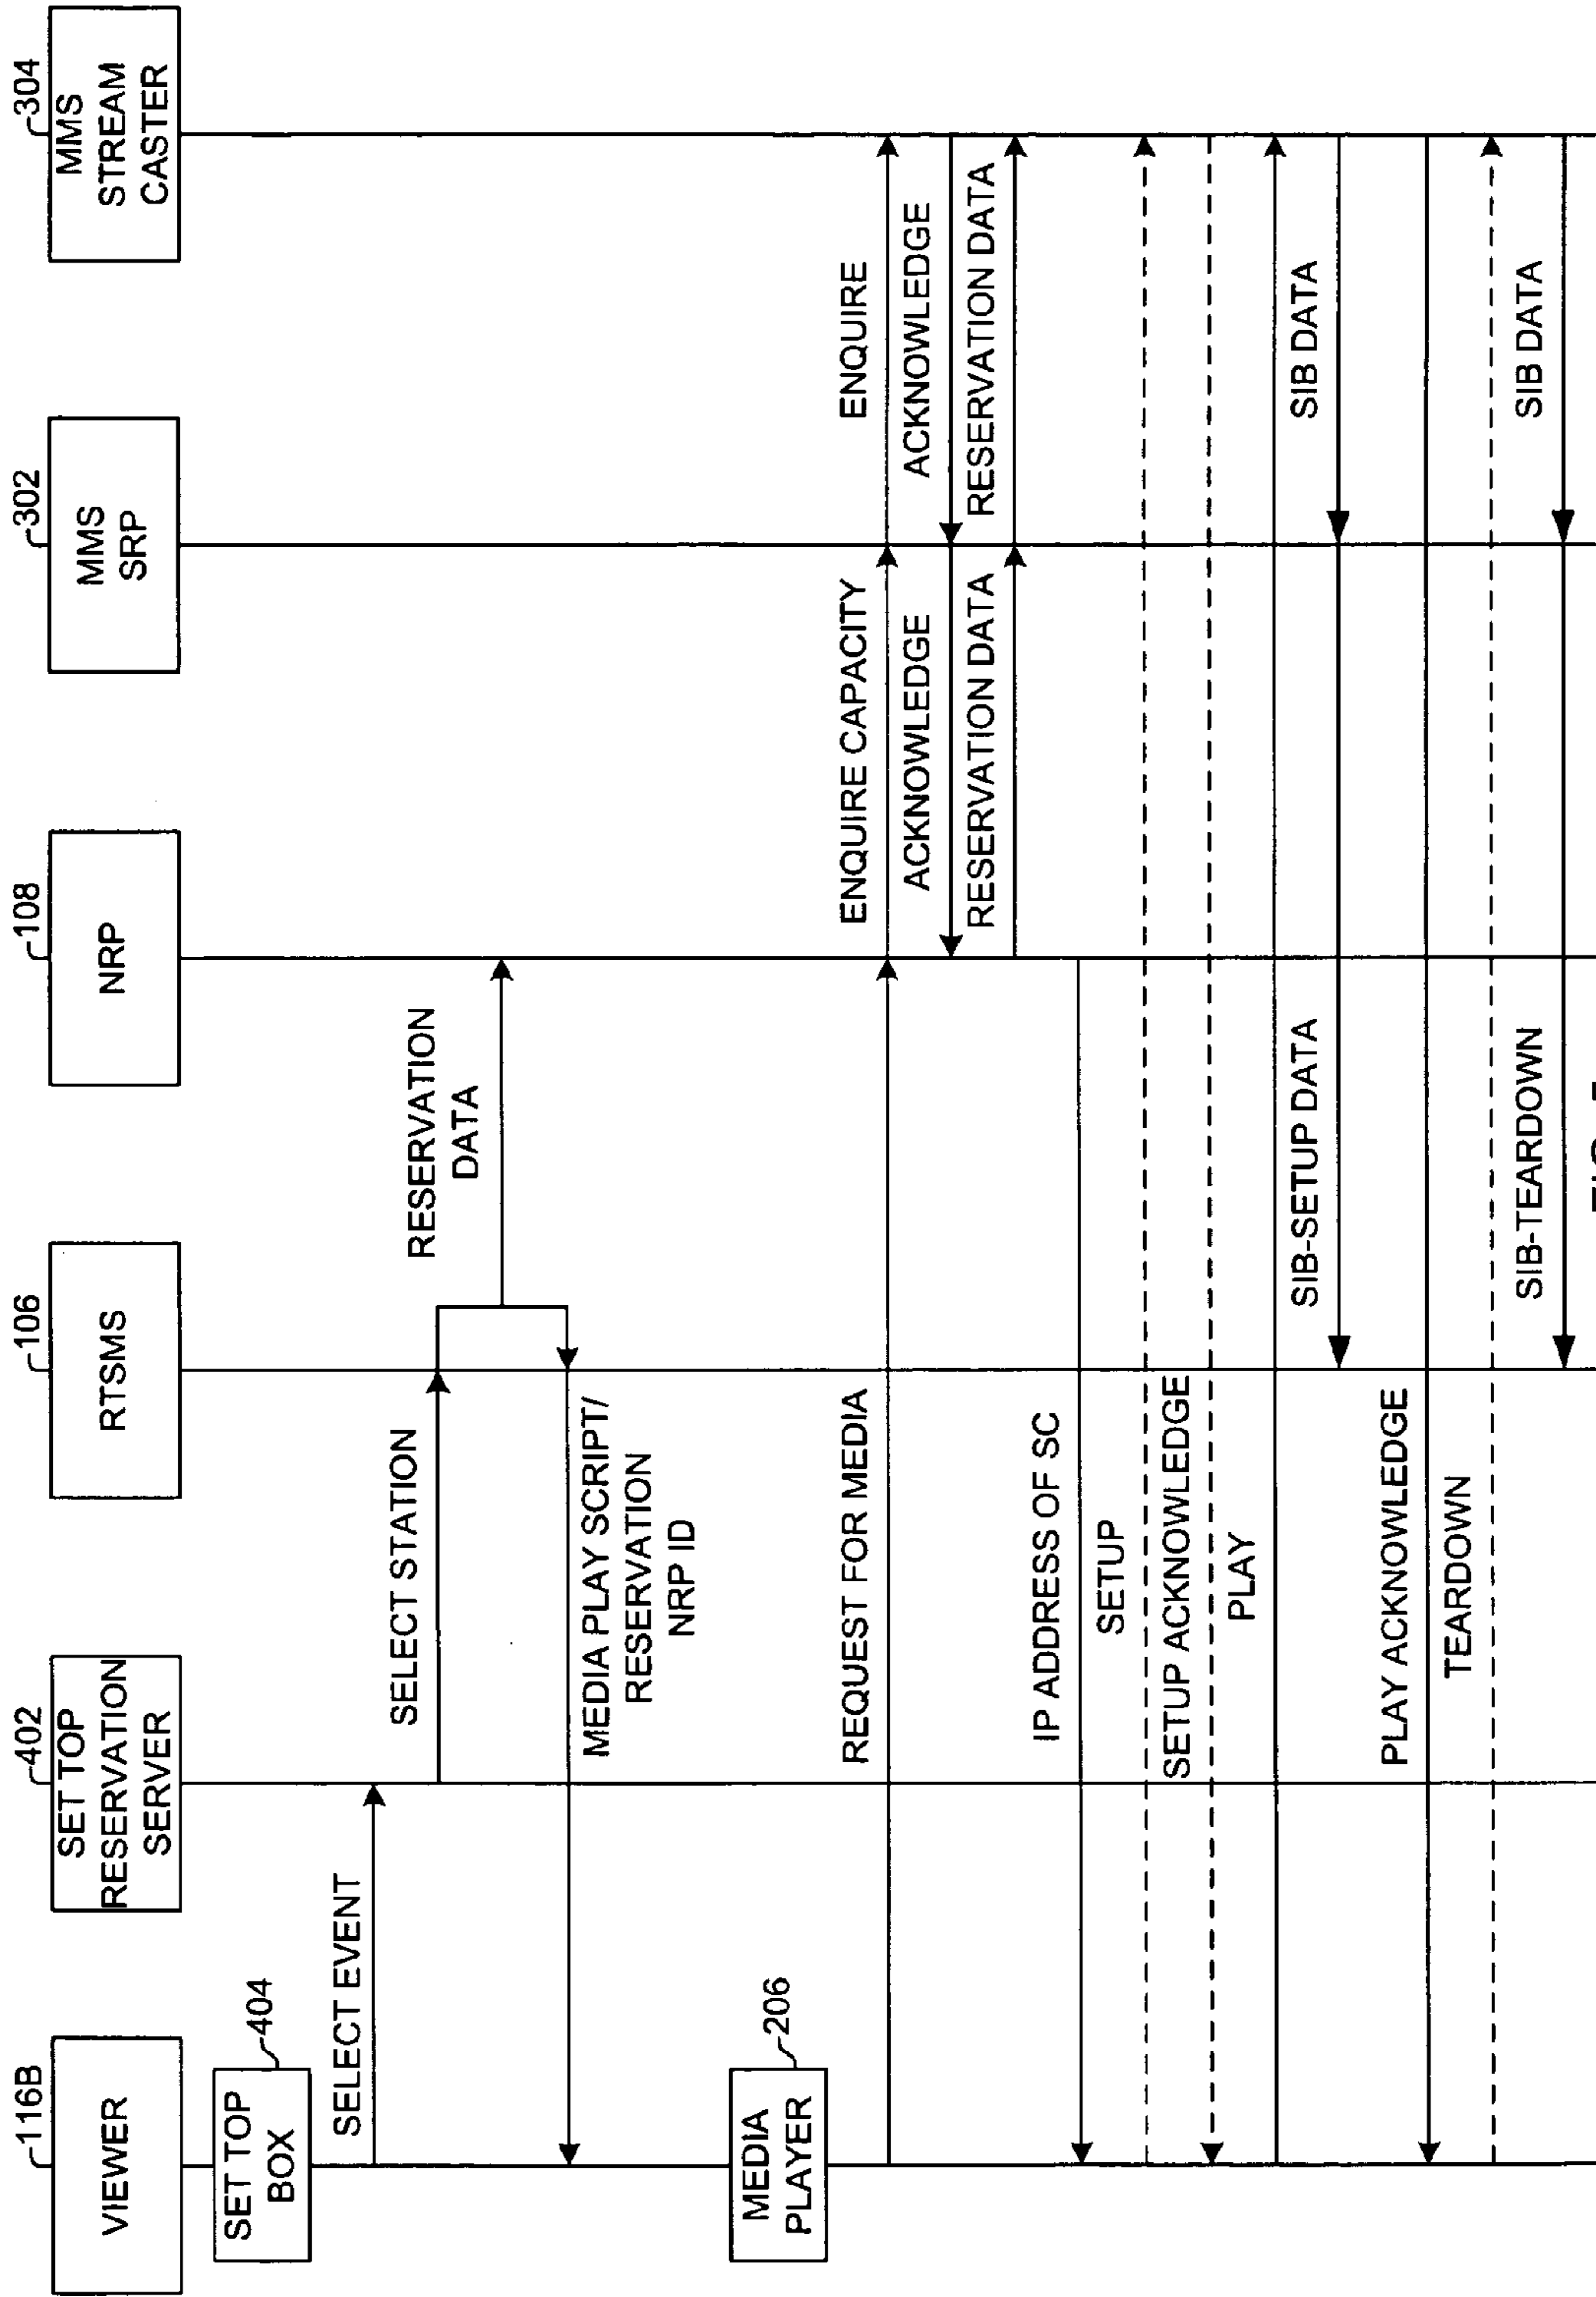 116B
VIEWER
402
SET TOP
RESERVATION
SERVER
106
RTSMS
108
NRP
302
MMS
SRP
304
MMS
STREAM
CASTER
SET TOP
BOX
404
SELECT EVENT
SELECT STATION
RESERVATION
DATA
MEDIA PLAY SCRIPT/
RESERVATION
NRP ID
MEDIA
PLAYER
206
REQUEST FOR MEDIA
ENQUIRE CAPACITY
ENQUIRE
ACKNOWLEDGE
ACKNOWLEDGE
RESERVATION DATA
RESERVATION DATA
IP ADDRESS OF SC
SETUP
SETUP ACKNOWLEDGE
PLAY
SIB-SETUP DATA
SIB DATA
PLAY ACKNOWLEDGE
TEARDOWN
SIB-TEARDOWN
SIB DATA